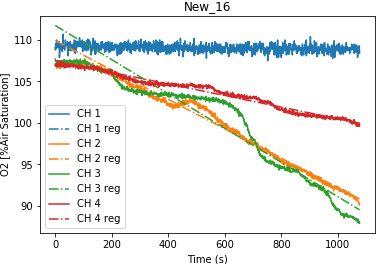 New_16
O2 [%Air Saturation]
110
105
100
95
90
CH 1
CH 1 reg
CH 2
CH 2 reg
CH 3
CH 3 reg
CH 4
CH 4 reg
0 200 400 600 800 1000
Time (s)